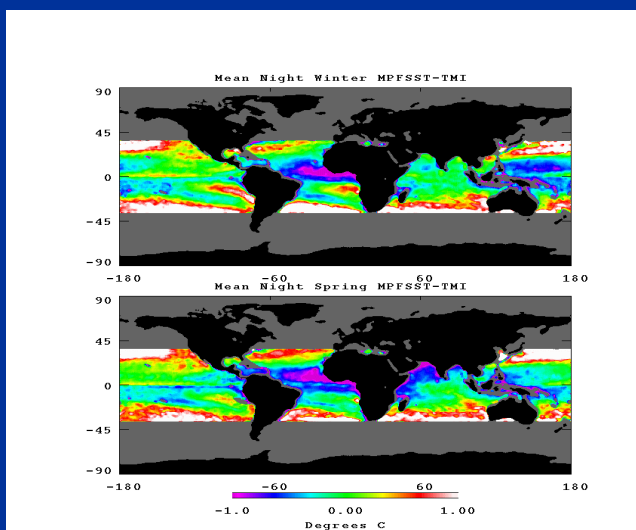 Mean Night Winter MPFSST-TMI
90
45
0
-45
-90
-180 -60 60 180
Mean Night Spring MPFSST-TMI
90
45
0
-45
-90
-180 -60 60 180
-1.0 0.00 1.00
Degrees C